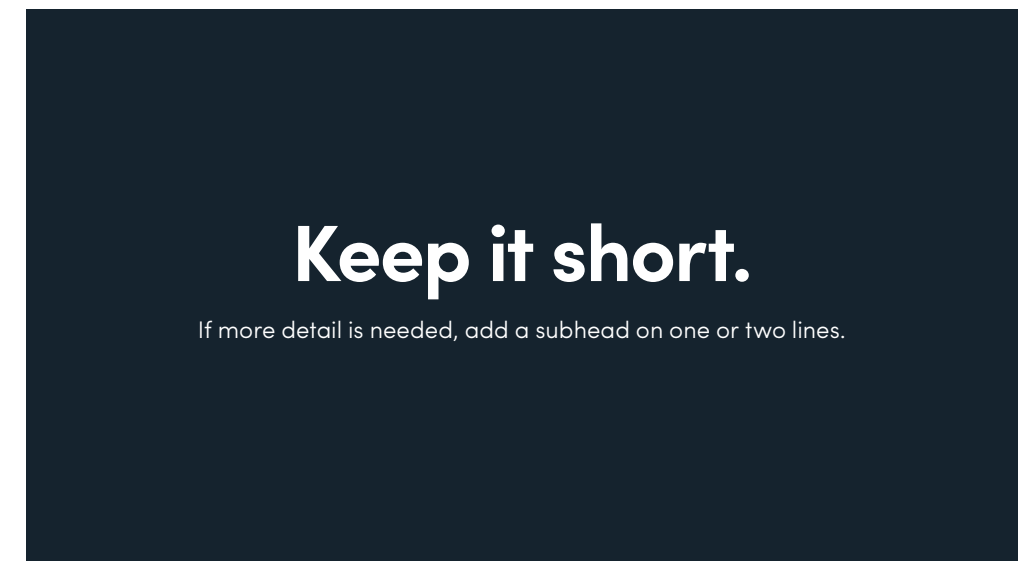 Keep it short.
If more detail is needed, add a subhead on one or two lines.